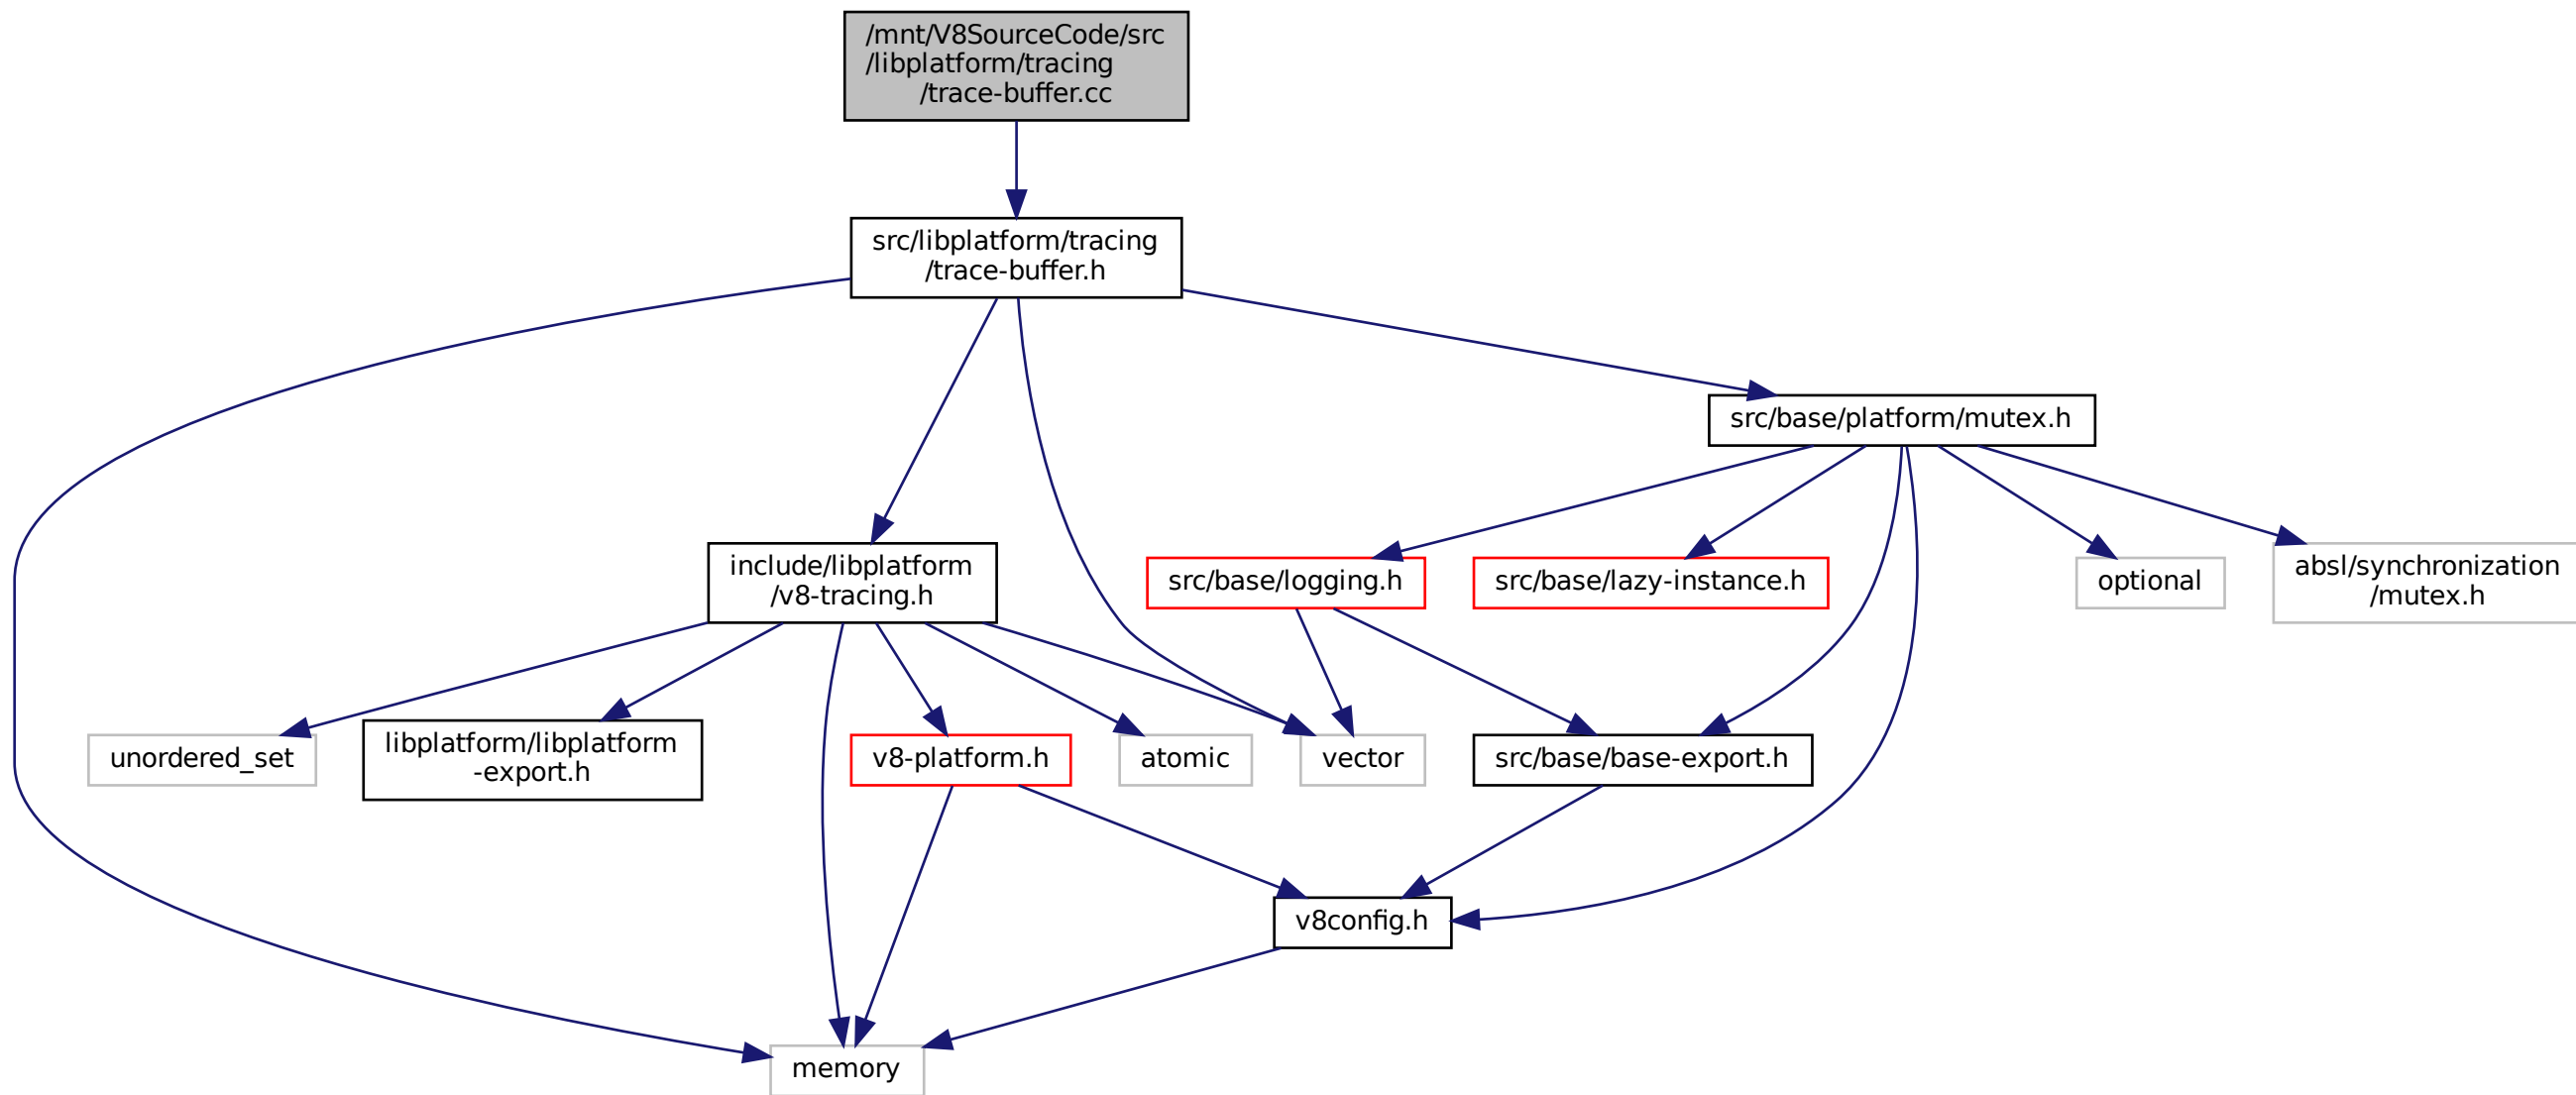 /mnt/V8SourceCode/src
/libplatform/tracing
/trace-buffer.cc
src/libplatform/tracing
/trace-buffer.h
src/base/platform/mutex.h
include/libplatform
/v8-tracing.h
src/base/logging.h
src/base/lazy-instance.h
optional
absl/synchronization
/mutex.h
unordered_set
libplatform/libplatform
-export.h
v8-platform.h
atomic
vector
src/base/base-export.h
v8config.h
memory